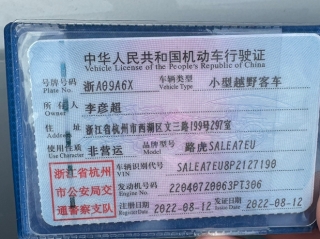 中华人民共和国机动车行驶证
Vehicle License of the People's Republic of China
号牌号码 浙A09A6X 车辆类型 小型越野客车
Plate No. Vehicle Type
所有人 李彦超
Owner
住址 浙江省杭州市西湖区文三路199号297室
Address
使用性质 非营运 品牌型号 路虎SALEA7EU
Use Character Model
浙江省杭州 车辆识别代号 SALEA7EU8P2127190
VIN
市公安局交 发动机号码 220407Z0063PT306
Engine No.
通警察支队 注册日期 2022-08-12 发证日期 2022-08-12
Register Date Issue Date